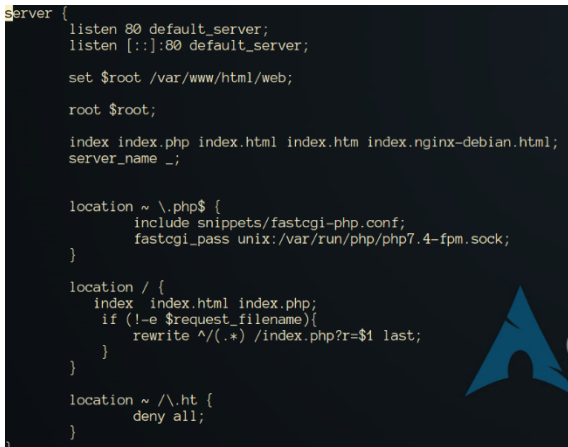 server {
listen 80 default_server;
listen [::]:80 default_server;
set $root /var/www/html/web;
root $root;
index index.php index.html index.htm index.nginx-debian.html;
server_name _;
location ~ \.php$ {
include snippets/fastcgi-php.conf;
fastcgi_pass unix:/var/run/php/php7.4-fpm.sock;
}
location / {
index  index.html index.php;
if (!-e $request_filename){
rewrite ^/(.*) /index.php?r=$1 last;
}
}
location ~ /\.ht {
deny all;
}
}